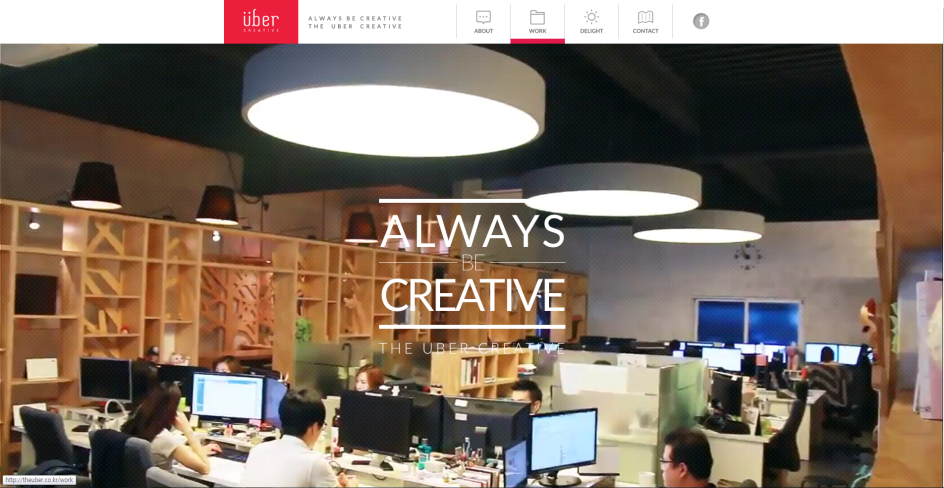 über
CREATIVE
ALWAYS BE CREATIVE
THE UBER CREATIVE
ABOUT
WORK
DELIGHT
CONTACT
f
ALWAYS
BE
CREATIVE
THE UBER CREATIVE
http://theuber.co.kr/work